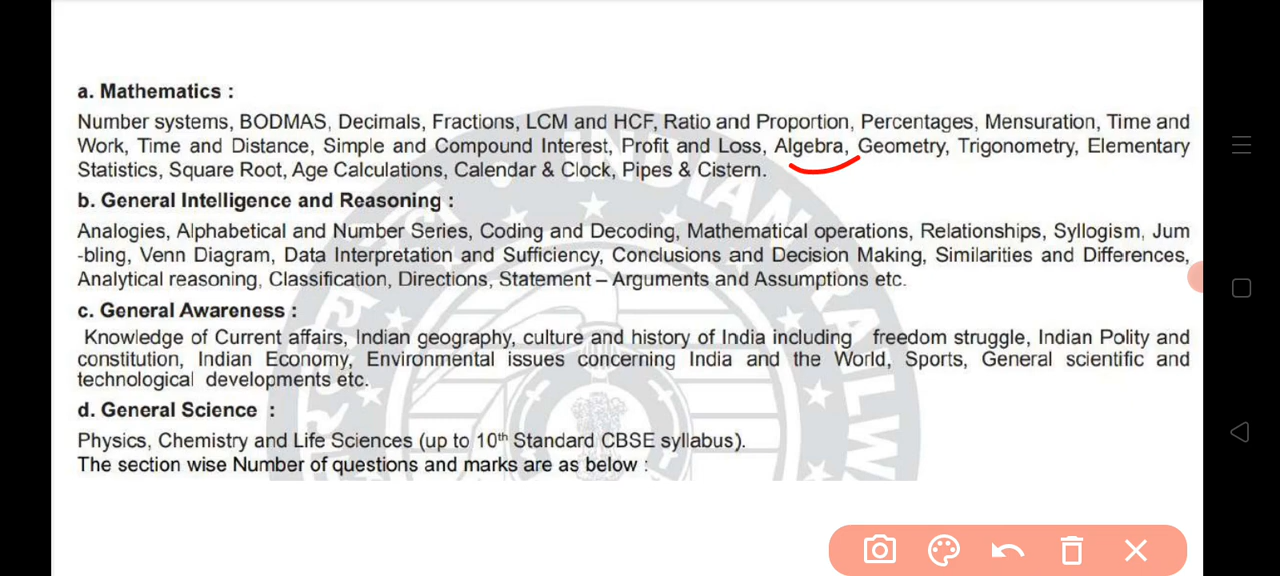 a. Mathematics :
Number systems, BODMAS, Decimals, Fractions, LCM and HCF, Ratio and Proportion, Percentages, Mensuration, Time and
Work, Time and Distance, Simple and Compound Interest, Profit and Loss, Algebra, Geometry, Trigonometry, Elementary
Statistics, Square Root, Age Calculations, Calendar & Clock, Pipes & Cistern.
b. General Intelligence and Reasoning :
Analogies, Alphabetical and Number Series, Coding and Decoding, Mathematical operations, Relationships, Syllogism, Jum
-bling, Venn Diagram, Data Interpretation and Sufficiency, Conclusions and Decision Making, Similarities and Differences,
Analytical reasoning, Classification, Directions, Statement – Arguments and Assumptions etc.
c. General Awareness :
Knowledge of Current affairs, Indian geography, culture and history of India including freedom struggle, Indian Polity and
constitution, Indian Economy, Environmental issues concerning India and the World, Sports, General scientific and
technological developments etc.
d. General Science :
Physics, Chemistry and Life Sciences (up to 10th Standard CBSE syllabus).
The section wise Number of questions and marks are as below :
INDIAN RAILW